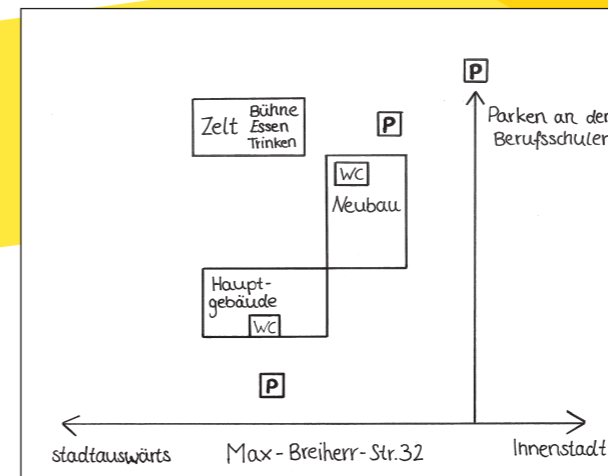 P
Zelt
Bühne
Essen
Trinken
P
Parken an der
Berufsschulen
WC
Neubau
Haupt-
gebäude
WC
P
stadtauswärts
Max-Breiherr-Str.32
Innenstadt